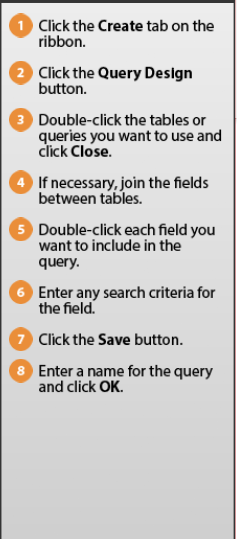 1 Click the Create tab on the
ribbon.
2 Click the Query Design
button.
3 Double-click the tables or
queries you want to use and
click Close.
4 If necessary, join the fields
between tables.
5 Double-click each field you
want to include in the
query.
6 Enter any search criteria for
the field.
7 Click the Save button.
8 Enter a name for the query
and click OK.